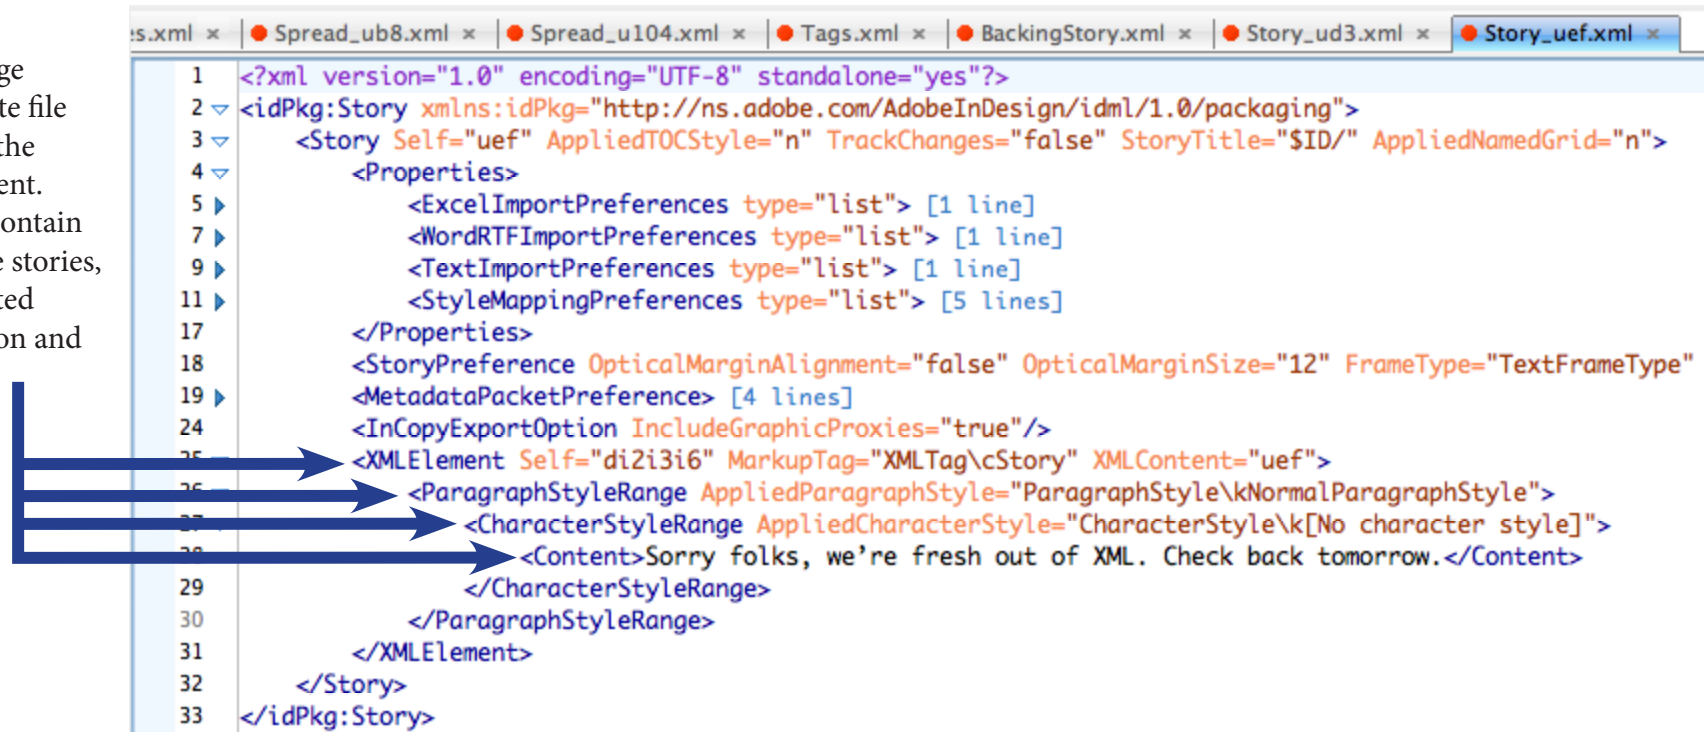 s.xml × Spread_ub8.xml × Spread_u104.xml × Tags.xml × BackingStory.xml × Story_ud3.xml × Story_uef.xml ×
ge
te file
the
ent.
ontain
e stories,
ted
on and
1 <?xml version="1.0" encoding="UTF-8" standalone="yes"?>
2 <idPkg:Story xmlns:idPkg="http://ns.adobe.com/AdobeInDesign/idml/1.0/packaging">
3 <Story Self="uef" AppliedTOCStyle="n" TrackChanges="false" StoryTitle="$ID/" AppliedNamedGrid="n">
4 <Properties>
5 <ExcelImportPreferences type="list"> [1 line]
7 <WordRTFImportPreferences type="list"> [1 line]
9 <TextImportPreferences type="list"> [1 line]
11 <StyleMappingPreferences type="list"> [5 lines]
17 </Properties>
18 <StoryPreference OpticalMarginAlignment="false" OpticalMarginSize="12" FrameType="TextFrameType"
19 <MetadataPacketPreference> [4 lines]
24 <InCopyExportOption IncludeGraphicProxies="true"/>
<XMLElement Self="di2i3i6" MarkupTag="XMLTag\cStory" XMLContent="uef">
<ParagraphStyleRange AppliedParagraphStyle="ParagraphStyle\kNormalParagraphStyle">
<CharacterStyleRange AppliedCharacterStyle="CharacterStyle\k[No character style]">
<Content>Sorry folks, we're fresh out of XML. Check back tomorrow.</Content>
29 </CharacterStyleRange>
30 </ParagraphStyleRange>
31 </XMLElement>
32 </Story>
33 </idPkg:Story>